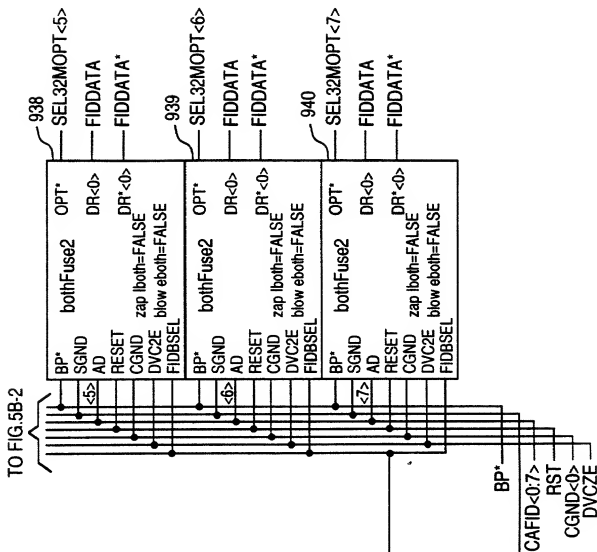 TO FIG.5B-2
938
BP*
OPT*
SEL32MOPT<5>
SGND
bothFuse2
<5>
AD
DR<0>
FIDDATA
RESET
CGND
zap lboth=FALSE
DR*<0>
FIDDATA*
DVC2E
blow eboth=FALSE
FIDBSEL
939
BP*
OPT*
SEL32MOPT<6>
SGND
bothFuse2
<6>
AD
DR<0>
FIDDATA
RESET
CGND
zap lboth=FALSE
DR*<0>
FIDDATA*
DVC2E
blow eboth=FALSE
FIDBSEL
940
BP*
OPT*
SEL32MOPT<7>
SGND
bothFuse2
<7>
AD
DR<0>
FIDDATA
RESET
CGND
zap lboth=FALSE
DR*<0>
FIDDATA*
DVC2E
blow eboth=FALSE
FIDBSEL
BP*
CAFID<0:7>
RST
CGND<0>
DVCZE